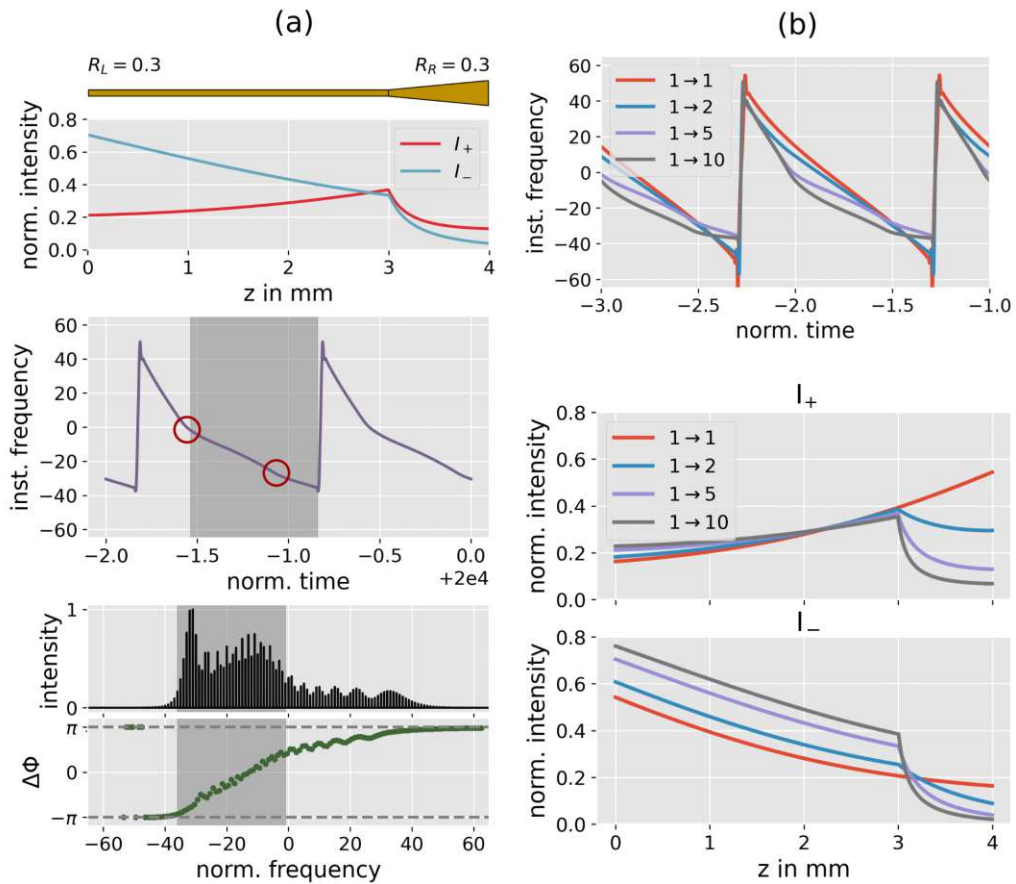 (a)
R_L = 0.3
R_R = 0.3
0.8
0.6
0.4
0.2
0.0
norm. intensity
I_+
I_-
0 1 2 3 4
z in mm
60
40
20
0
−20
−40
−60
inst. frequency
-2.0 -1.5 -1.0 -0.5 0.0
norm. time
+2e4
1
0
intensity
π
0
−π
ΔΦ
−60 −40 −20 0 20 40 60
norm. frequency
(b)
60
40
20
0
−20
−40
−60
inst. frequency
1→1
1→2
1→5
1→10
−3.0 −2.5 −2.0 −1.5 −1.0
norm. time
I_+
0.8
0.6
0.4
0.2
0.0
norm. intensity
1→1
1→2
1→5
1→10
I_-
0.8
0.6
0.4
0.2
0.0
norm. intensity
0 1 2 3 4
z in mm